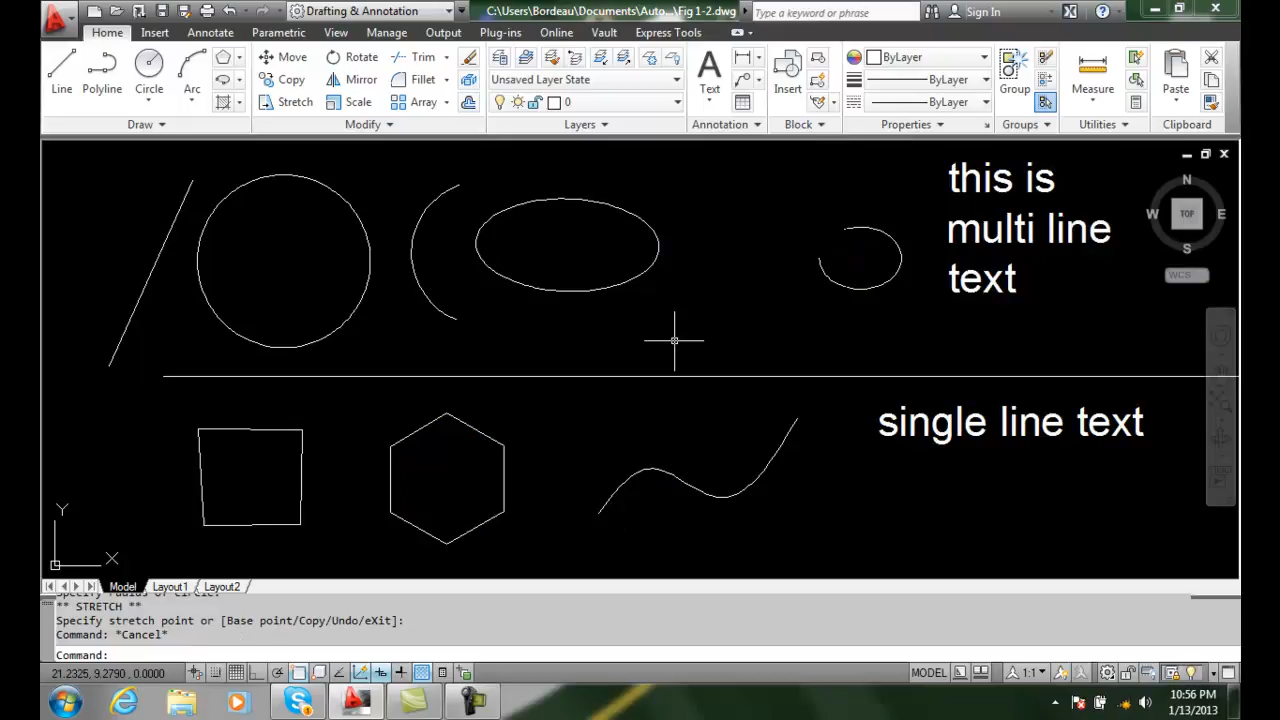 Drafting & Annotation
C:\Users\Bordeau\Documents\Auto...\Fig 1-2.dwg
Type a keyword or phrase
Sign In
Home Insert Annotate Parametric View Manage Output Plug-ins Online Vault Express Tools
Line Polyline Circle Arc
Move Rotate Trim
Copy Mirror Fillet
Stretch Scale Array
Unsaved Layer State
0
Text
Insert
ByLayer
ByLayer
ByLayer
Group
Measure
Paste
Draw Modify Layers Annotation Block Properties Groups Utilities Clipboard
this is
multi line
text
N
W TOP E
S
WCS
single line text
Y
X
Model Layout1 Layout2
Specify radius of circle:
** STRETCH **
Specify stretch point or [Base point/Copy/Undo/eXit]:
Command: *Cancel*
Command:
21.2325, 9.2790, 0.0000
MODEL
1:1
10:56 PM
1/13/2013